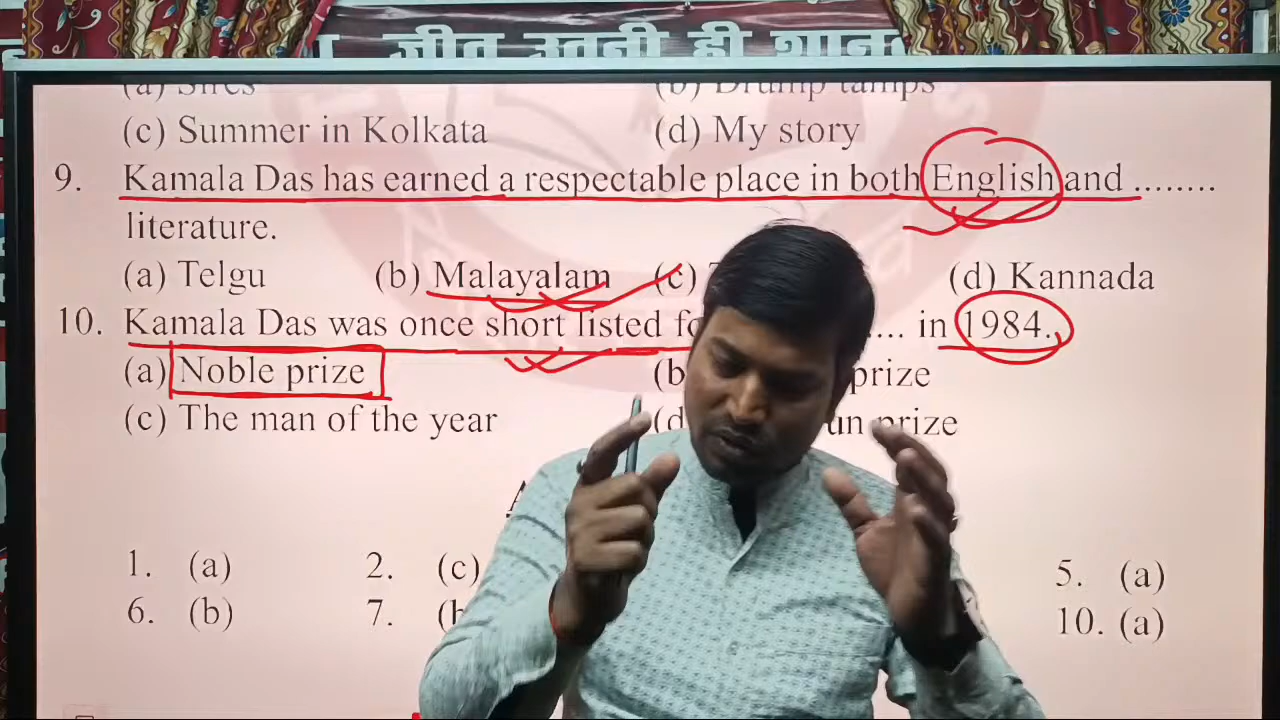 जीत उतनी ही शान
(c) Summer in Kolkata (d) My story
9. Kamala Das has earned a respectable place in both English and ........
literature.
(a) Telgu (b) Malayalam (c) (d) Kannada
10. Kamala Das was once short listed in 1984.
(a) Noble prize (b) prize
(c) The man of the year (d) prize
1. (a) 2. (c) 5. (a)
6. (b) 7. 10. (a)